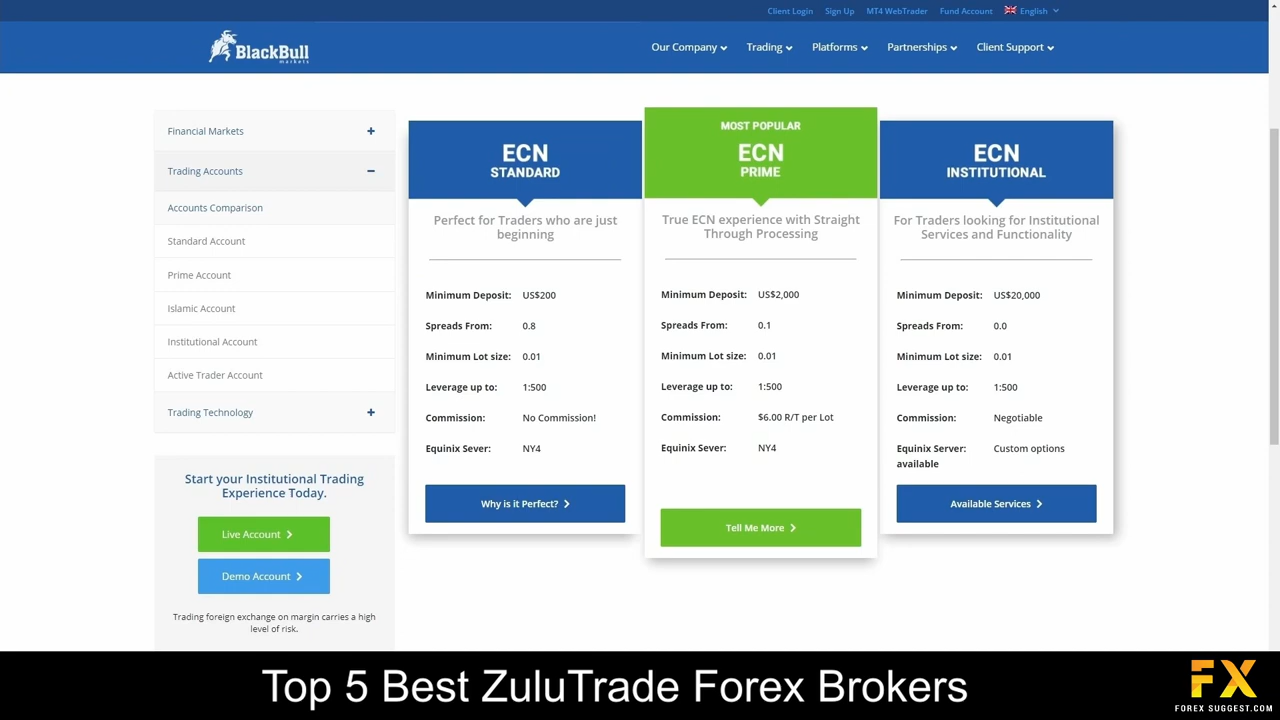 Client Login Sign Up MT4 WebTrader Fund Account English
BlackBull
markets
Our Company Trading Platforms Partnerships Client Support
Financial Markets
Trading Accounts
Accounts Comparison
Standard Account
Prime Account
Islamic Account
Institutional Account
Active Trader Account
Trading Technology
Start your Institutional Trading
Experience Today.
Live Account
Demo Account
Trading foreign exchange on margin carries a high
level of risk.
ECN
STANDARD
Perfect for Traders who are just
beginning
Minimum Deposit: US$200
Spreads From: 0.8
Minimum Lot size: 0.01
Leverage up to: 1:500
Commission: No Commission!
Equinix Sever: NY4
Why is it Perfect?
MOST POPULAR
ECN
PRIME
True ECN experience with Straight
Through Processing
Minimum Deposit: US$2,000
Spreads From: 0.1
Minimum Lot size: 0.01
Leverage up to: 1:500
Commission: $6.00 R/T per Lot
Equinix Sever: NY4
Tell Me More
ECN
INSTITUTIONAL
For Traders looking for Institutional
Services and Functionality
Minimum Deposit: US$20,000
Spreads From: 0.0
Minimum Lot size: 0.01
Leverage up to: 1:500
Commission: Negotiable
Equinix Server: Custom options
available
Available Services
Top 5 Best ZuluTrade Forex Brokers
FX
FOREX SUGGEST.COM